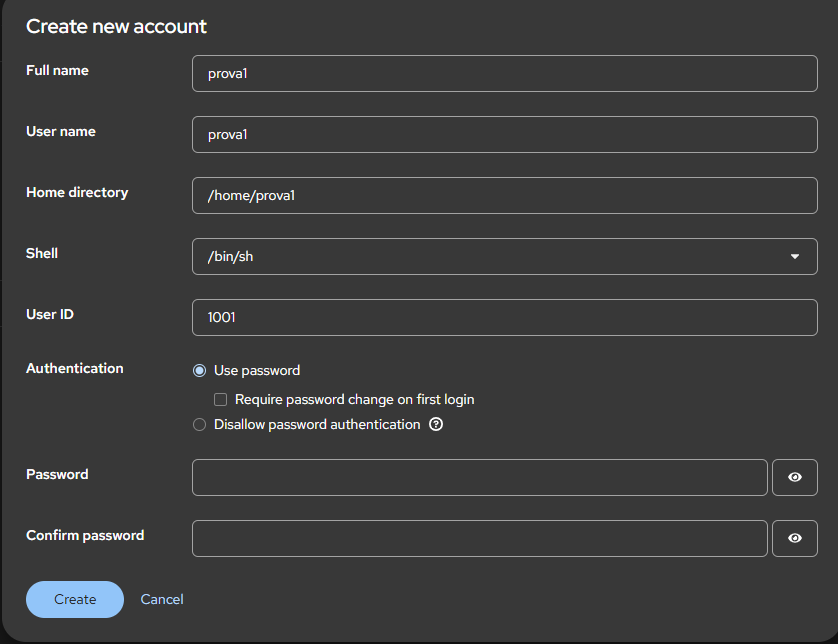 Create new account
Full name
prova1
User name
prova1
Home directory
/home/prova1
Shell
/bin/sh
User ID
1001
Authentication
Use password
Require password change on first login
Disallow password authentication
Password
Confirm password
Create Cancel